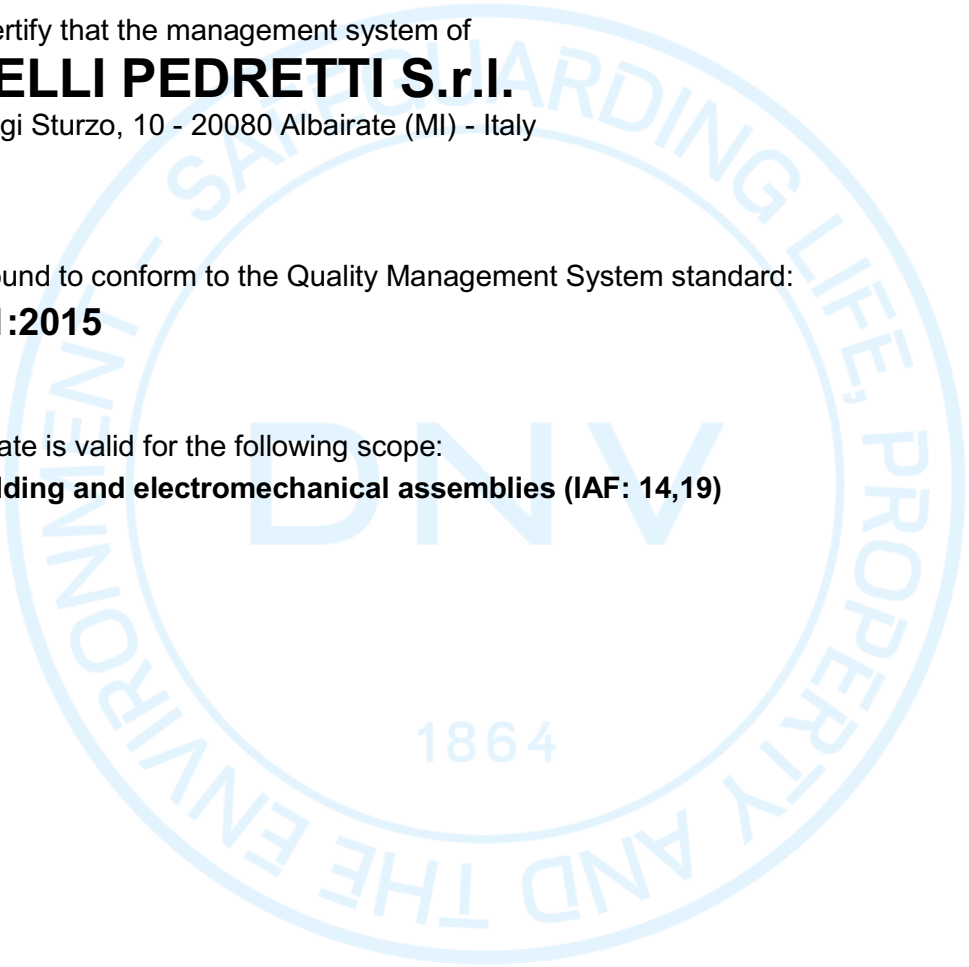 ertify that the management system of
ELLI PEDRETTI S.r.l.
gi Sturzo, 10 - 20080 Albairate (MI) - Italy
ound to conform to the Quality Management System standard:
1:2015
ate is valid for the following scope:
lding and electromechanical assemblies (IAF: 14,19)
SAFEGUARDING LIFE, PROPERTY AND THE ENVIRONMENT –
DNV
1864